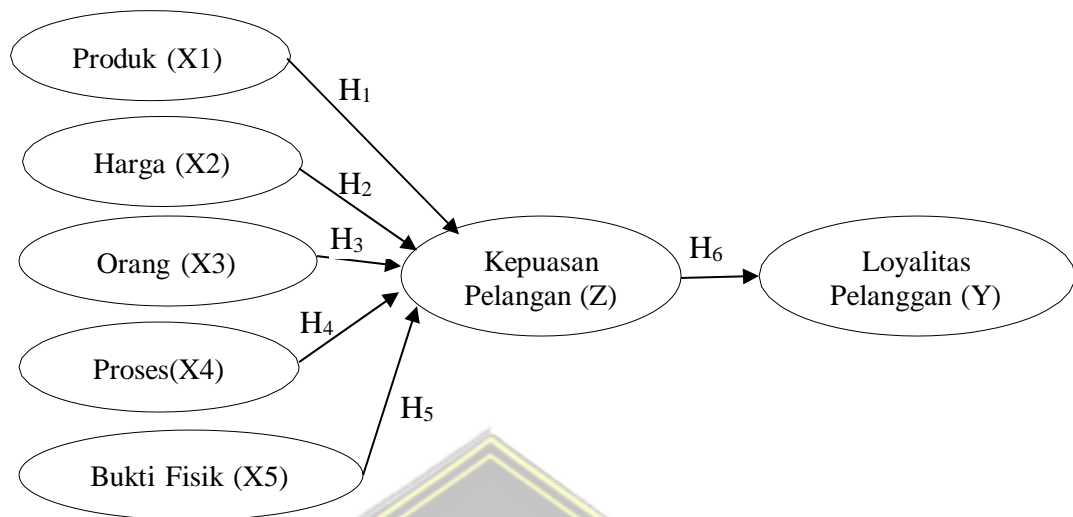 Produk (X1)
H₁
Harga (X2)
H₂
Orang (X3)
H₃
Kepuasan
Pelangan (Z)
H₆
Loyalitas
Pelanggan (Y)
H₄
Proses(X4)
H₅
Bukti Fisik (X5)